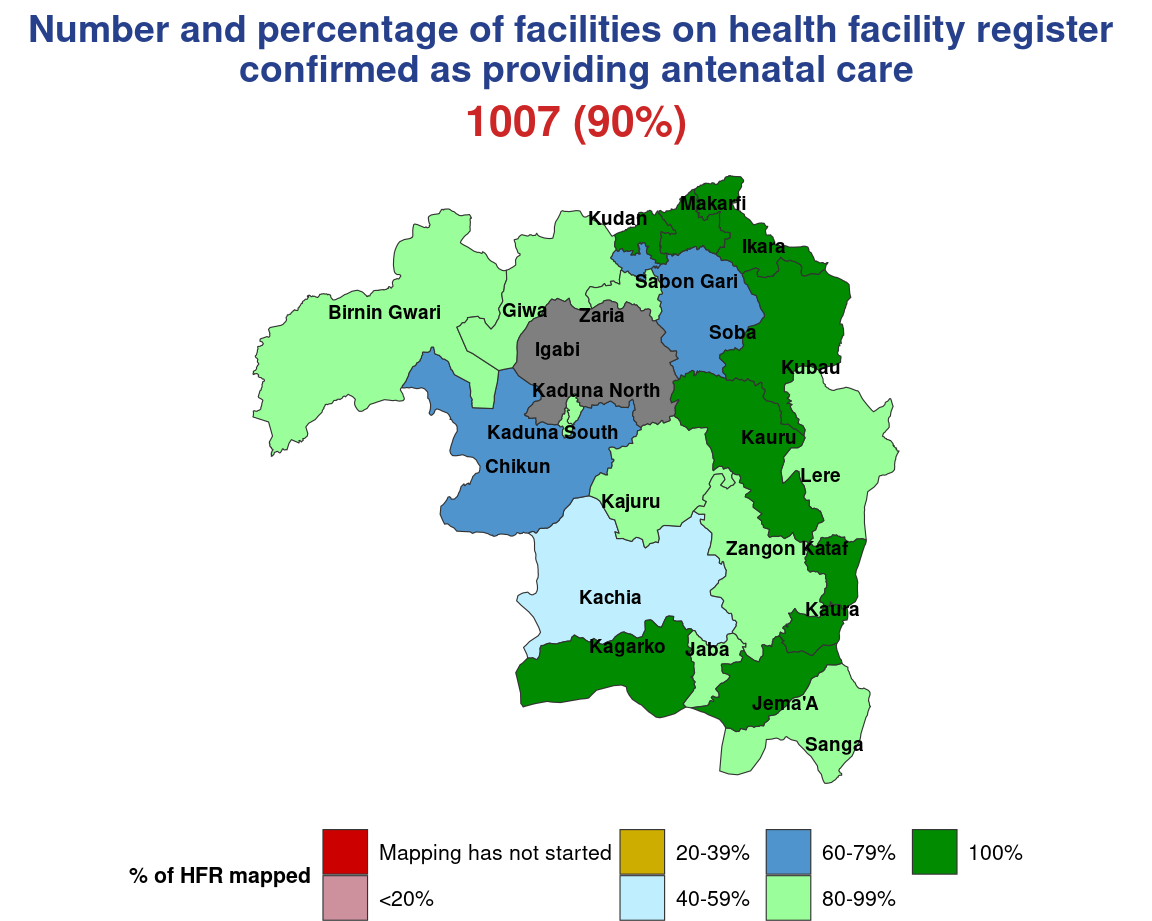 Number and percentage of facilities on health facility register
confirmed as providing antenatal care
1007 (90%)
Makarfi
Kudan
Ikara
Sabon Gari
Birnin Gwari
Giwa
Zaria
Soba
Igabi
Kubau
Kaduna North
Kaduna South
Kauru
Chikun
Lere
Kajuru
Zangon Kataf
Kachia
Kaura
Kagarko
Jaba
Jema'A
Sanga
% of HFR mapped
Mapping has not started
<20%
20-39%
40-59%
60-79%
80-99%
100%